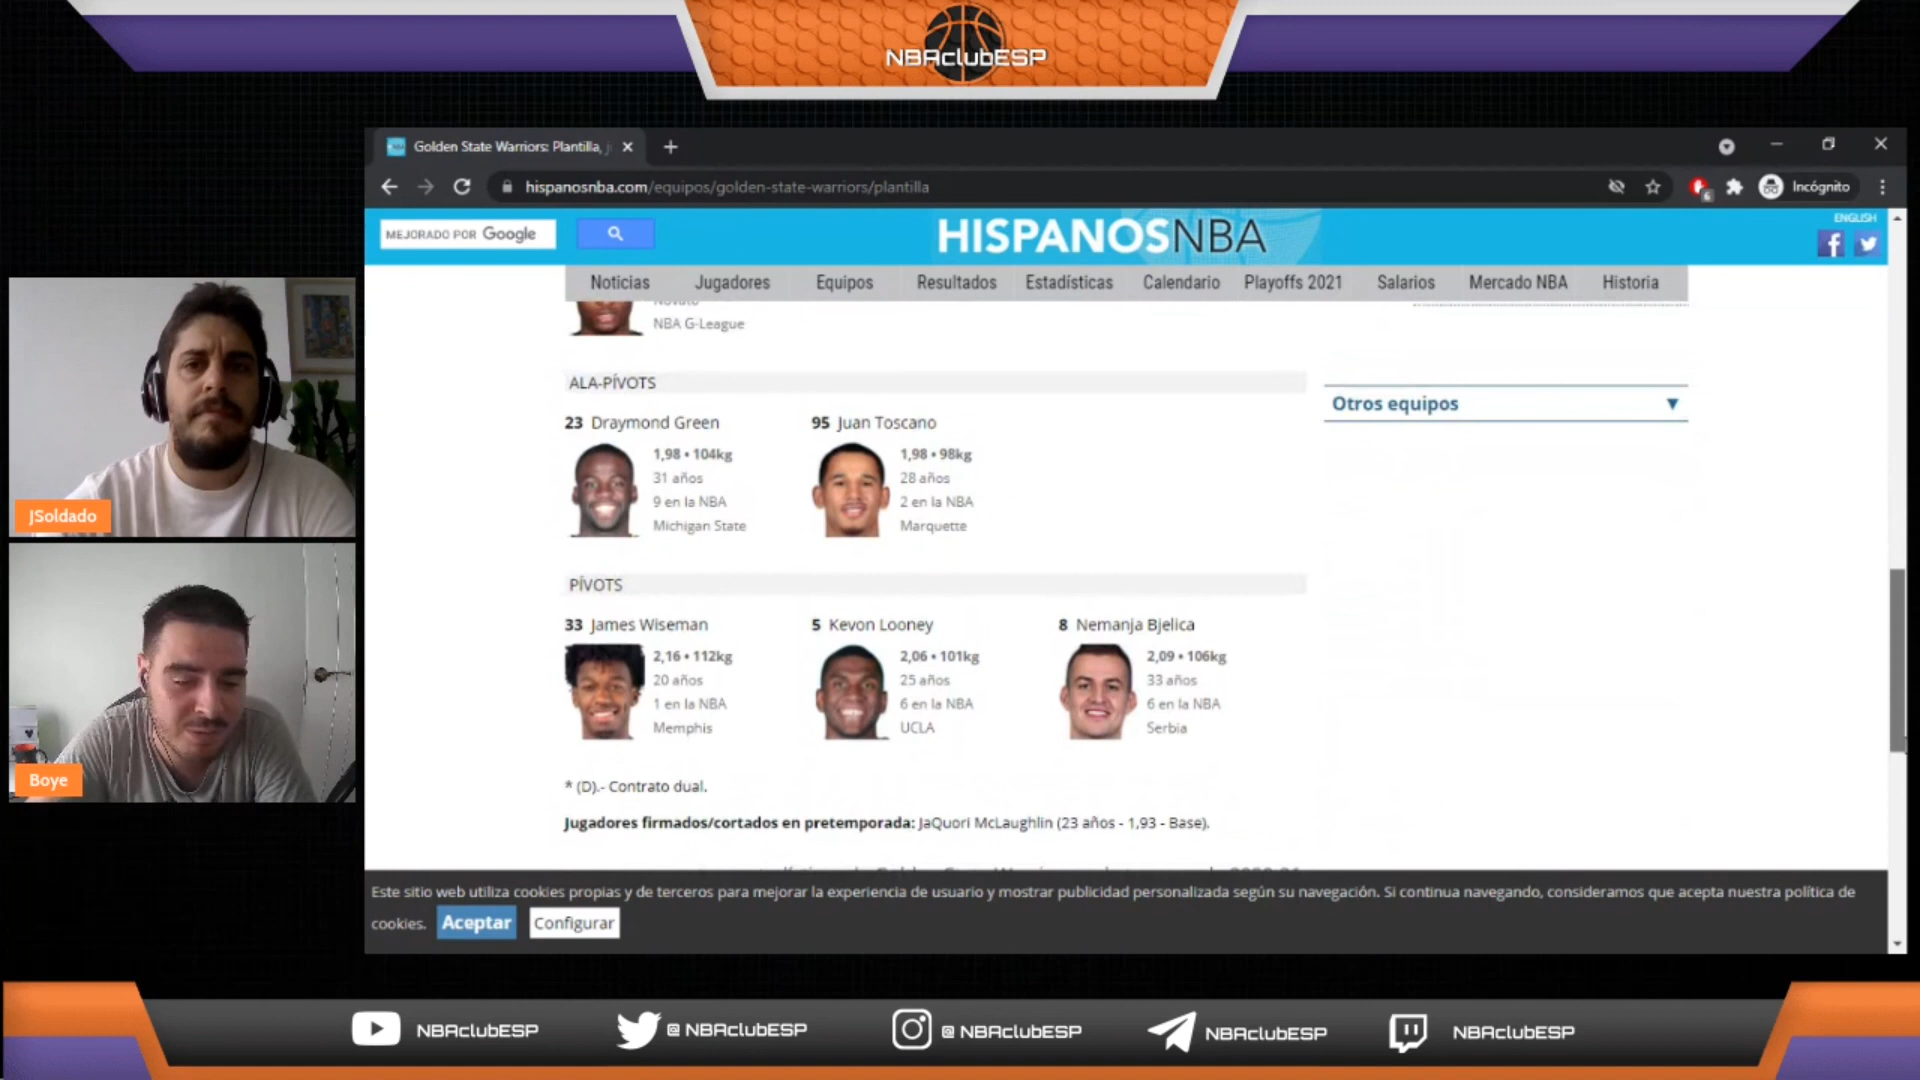 NBAclubESP
Golden State Warriors: Plantilla, j
hispanosnba.com/equipos/golden-state-warriors/plantilla
Incógnito
MEJORADO POR Google
HISPANOSNBA
ENGLISH
Noticias Jugadores Equipos Resultados Estadísticas Calendario Playoffs 2021 Salarios Mercado NBA Historia
Novato
NBA G-League
ALA-PÍVOTS
Otros equipos
23 Draymond Green
1,98 • 104kg
31 años
9 en la NBA
Michigan State
95 Juan Toscano
1,98 • 98kg
28 años
2 en la NBA
Marquette
PÍVOTS
33 James Wiseman
2,16 • 112kg
20 años
1 en la NBA
Memphis
5 Kevon Looney
2,06 • 101kg
25 años
6 en la NBA
UCLA
8 Nemanja Bjelica
2,09 • 106kg
33 años
6 en la NBA
Serbia
* (D).- Contrato dual.
Jugadores firmados/cortados en pretemporada: JaQuori McLaughlin (23 años - 1,93 - Base).
Este sitio web utiliza cookies propias y de terceros para mejorar la experiencia de usuario y mostrar publicidad personalizada según su navegación. Si continua navegando, consideramos que acepta nuestra política de
cookies. Aceptar Configurar
JSoldado
Boye
NBAclubESP @ NBAclubESP @ NBAclubESP NBAclubESP NBAclubESP